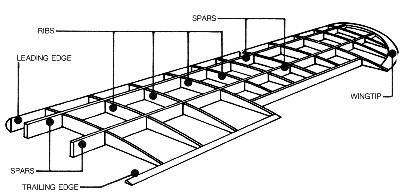 SPARS
RIBS
LEADING EDGE
WINGTIP
SPARS
TRAILING EDGE